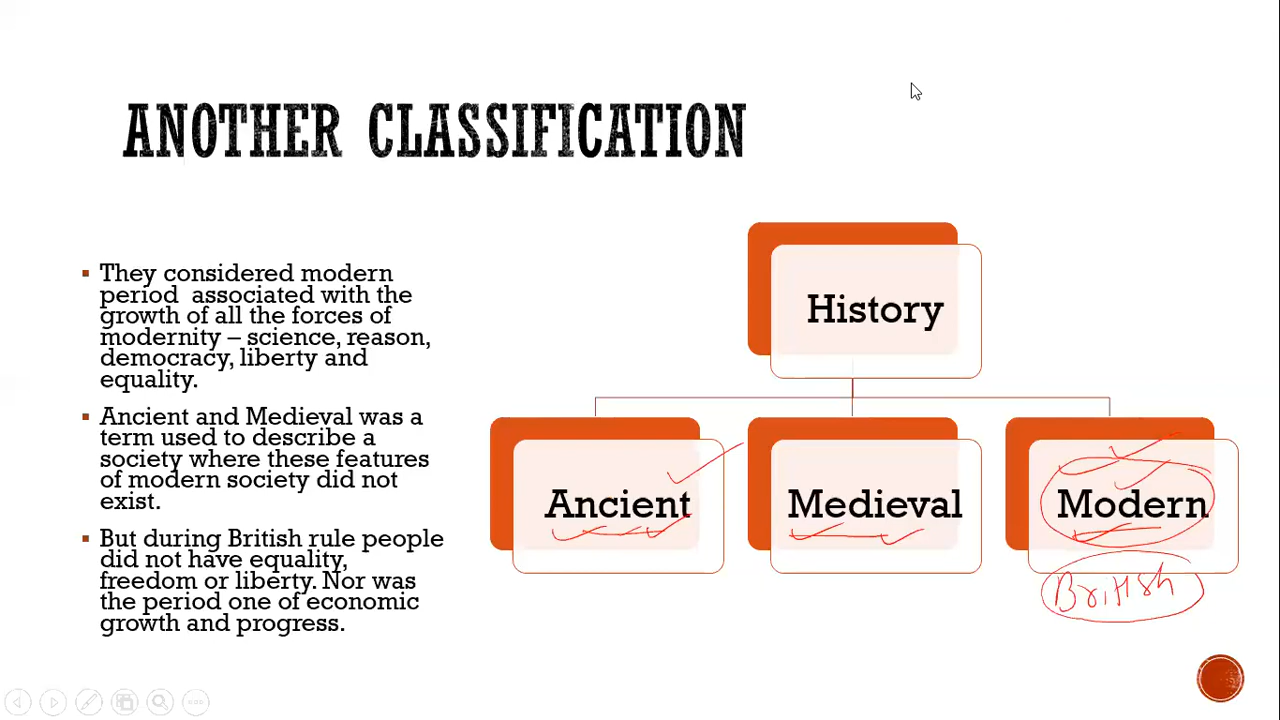 ANOTHER CLASSIFICATION
They considered modern
period associated with the
growth of all the forces of
modernity – science, reason,
democracy, liberty and
equality.
Ancient and Medieval was a
term used to describe a
society where these features
of modern society did not
exist.
But during British rule people
did not have equality,
freedom or liberty. Nor was
the period one of economic
growth and progress.
History
Ancient
Medieval
Modern
British